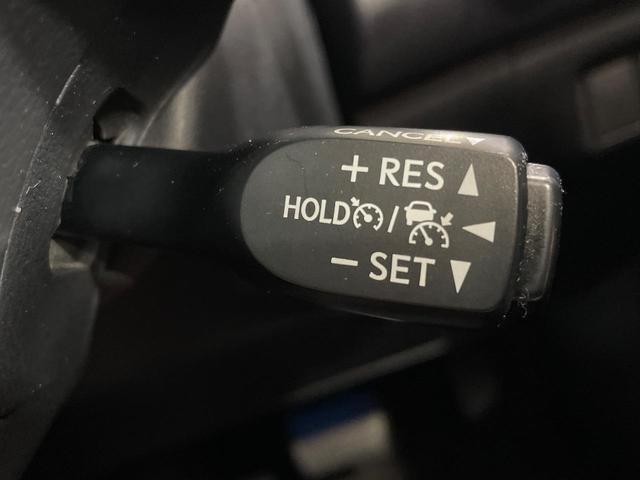 CANCEL▼
+ RES ▲
HOLD / ◀
- SET ▼